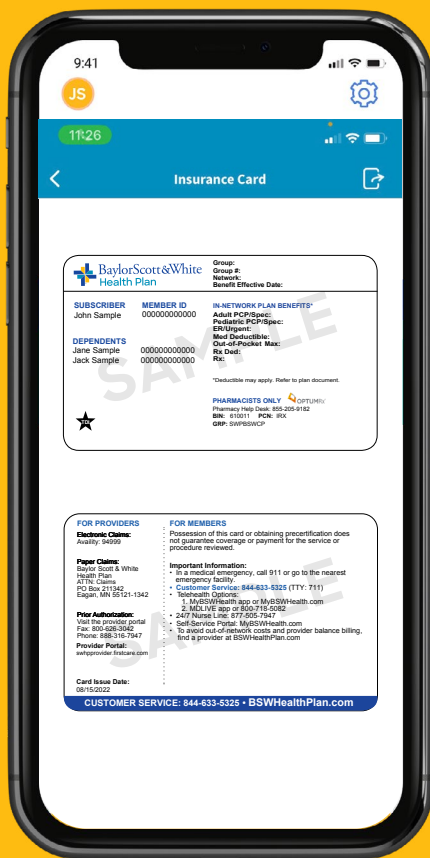 9:41
JS
11:26
Insurance Card
BaylorScott&White
Health Plan
Group:
Group #:
Network:
Benefit Effective Date:
SUBSCRIBER MEMBER ID
John Sample 000000000000
DEPENDENTS
Jane Sample 000000000000
Jack Sample 000000000000
IN-NETWORK PLAN BENEFITS*
Adult PCP/Spec:
Pediatric PCP/Spec:
ER/Urgent:
Med Deductible:
Out-of-Pocket Max:
Rx Ded:
Rx:
*Deductible may apply. Refer to plan document.
PHARMACISTS ONLY OPTUMRx
Pharmacy Help Desk: 855-205-9182
BIN: 610011 PCN: IRX
GRP: SWPBSWCP
SAMPLE
FOR PROVIDERS
Electronic Claims:
Availity: 94999
Paper Claims:
Baylor Scott & White
Health Plan
ATTN: Claims
PO Box 211342
Eagan, MN 55121-1342
Prior Authorization:
Visit the provider portal
Fax: 800-626-3042
Phone: 888-316-7947
Provider Portal:
swhpprovider.firstcare.com
Card Issue Date:
08/15/2022
FOR MEMBERS
Possession of this card or obtaining precertification does
not guarantee coverage or payment for the service or
procedure reviewed.
Important Information:
• In a medical emergency, call 911 or go to the nearest
emergency facility.
• Customer Service: 844-633-5325 (TTY: 711)
• Telehealth Options:
1. MyBSWHealth app or MyBSWHealth.com
2. MDLIVE app or 800-718-5082
• 24/7 Nurse Line: 877-505-7947
• Self-Service Portal: MyBSWHealth.com
• To avoid out-of-network costs and provider balance billing,
find a provider at BSWHealthPlan.com
SAMPLE
CUSTOMER SERVICE: 844-633-5325 • BSWHealthPlan.com